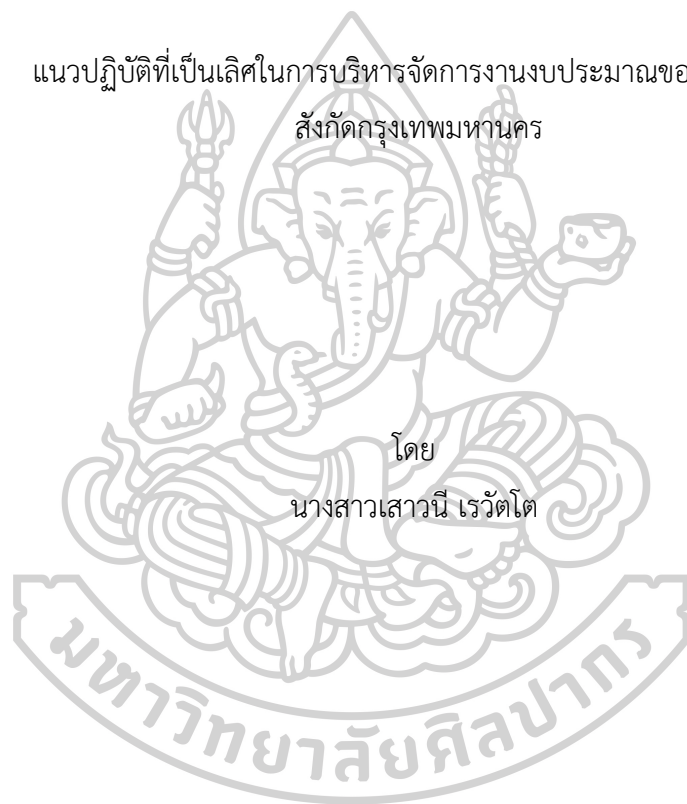 แนวปฏิบัติที่เป็นเลิศในการบริหารจัดการงานงบประมาณขอ
สังกัดกรุงเทพมหานคร
โดย
นางสาวเสาวนี เรวัตโต
มหาวิทยาลัยศิลปากร